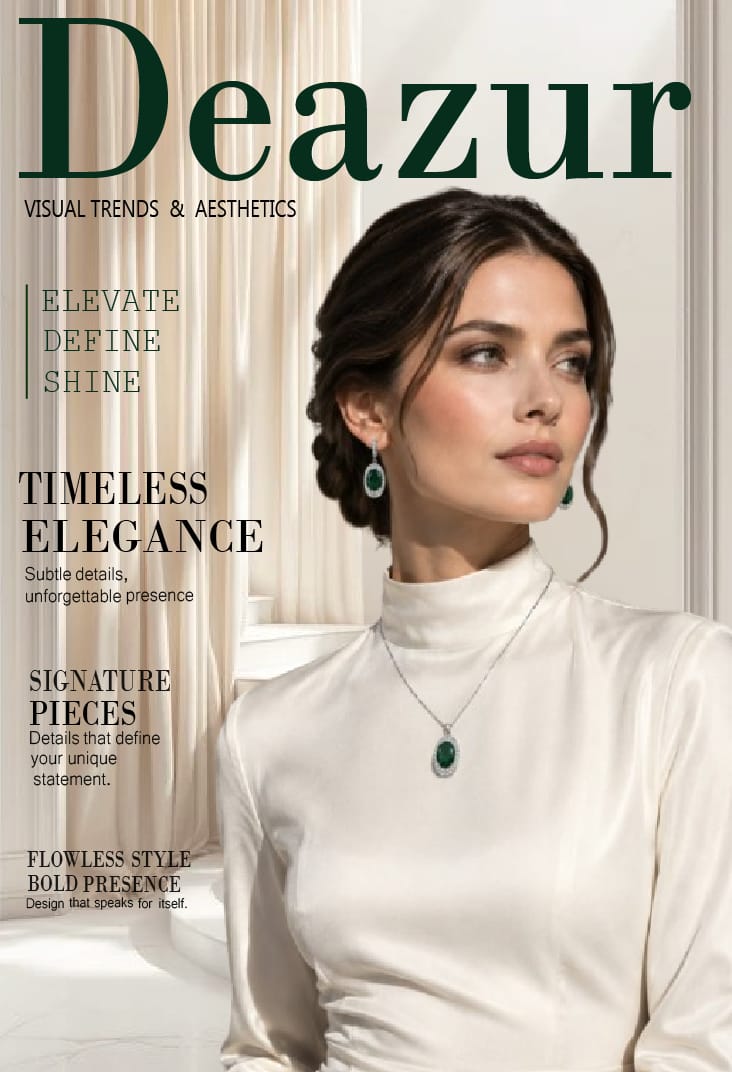 Deazur
VISUAL TRENDS & AESTHETICS
ELEVATE
DEFINE
SHINE
TIMELESS
ELEGANCE
Subtle details,
unforgettable presence
SIGNATURE
PIECES
Details that define
your unique
statement.
FLOWLESS STYLE
BOLD PRESENCE
Design that speaks for itself.